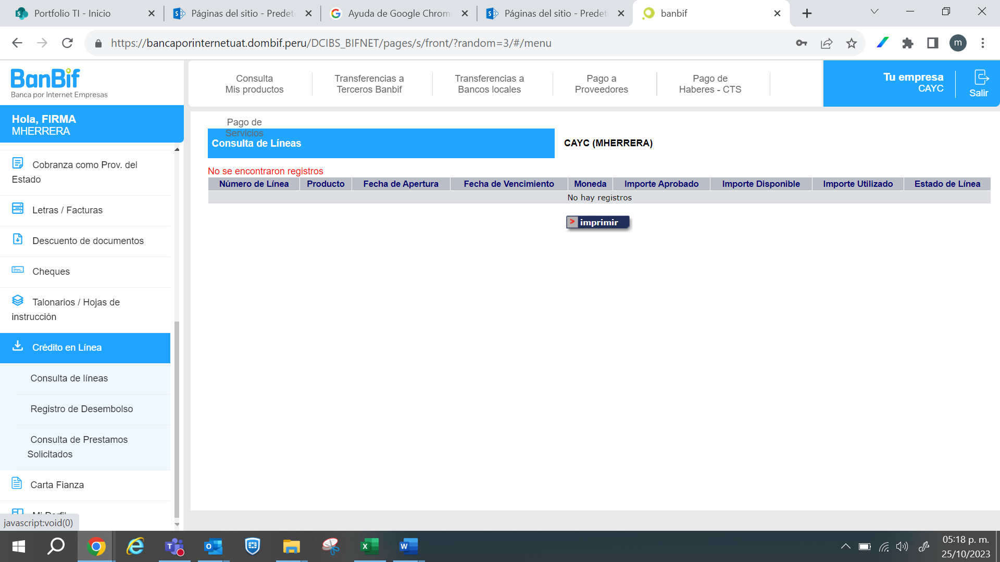 Portfolio TI - Inicio
Páginas del sitio - Predet
Ayuda de Google Chrom
Páginas del sitio - Predet
banbif
https://bancaporinternetuat.dombif.peru/DCIBS_BIFNET/pages/s/front/?random=3/#/menu
m
BanBif
Banca por Internet Empresas
Consulta
Mis productos
Transferencias a
Terceros Banbif
Transferencias a
Bancos locales
Pago a
Proveedores
Pago de
Haberes - CTS
Tu empresa
CAYC
Salir
Hola, FIRMA
MHERRERA
Pago de
Servicios
Consulta de Líneas
CAYC (MHERRERA)
No se encontraron registros
Número de Línea Producto Fecha de Apertura Fecha de Vencimiento Moneda Importe Aprobado Importe Disponible Importe Utilizado Estado de Línea
No hay registros
> imprimir
Cobranza como Prov. del
Estado
Letras / Facturas
Descuento de documentos
Cheques
Talonarios / Hojas de
instrucción
Crédito en Línea
Consulta de líneas
Registro de Desembolso
Consulta de Prestamos
Solicitados
Carta Fianza
Mi Perfil
javascript:void(0)
05:18 p. m.
25/10/2023